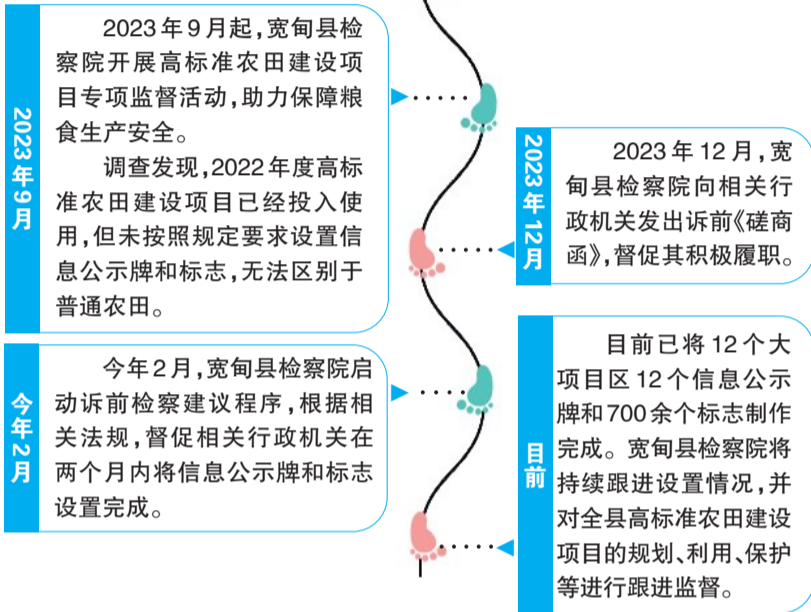 2023年9月
2023年9月起,宽甸县检
察院开展高标准农田建设项
目专项监督活动,助力保障粮
食生产安全。
调查发现,2022年度高标
准农田建设项目已经投入使
用,但未按照规定要求设置信
息公示牌和标志,无法区别于
普通农田。
2023年12月
2023年12月,宽
甸县检察院向相关行
政机关发出诉前《磋商
函》,督促其积极履职。
今年2月
今年2月,宽甸县检察院启
动诉前检察建议程序,根据相
关法规,督促相关行政机关在
两个月内将信息公示牌和标志
设置完成。
目前
目前已将12个大
项目区12个信息公示
牌和700余个标志制作
完成。宽甸县检察院将
持续跟进设置情况,并
对全县高标准农田建设
项目的规划、利用、保护
等进行跟进监督。